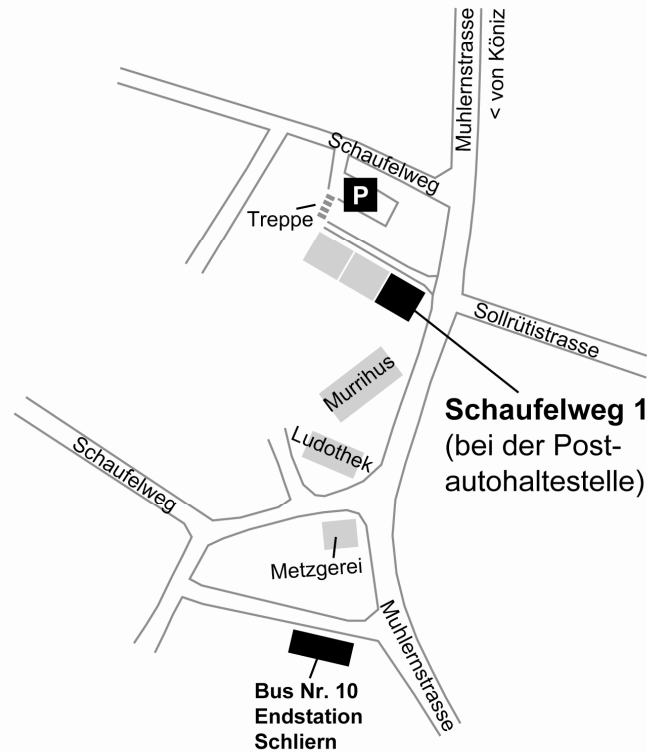 Muhlernstrasse
< von Köniz
Schaufelweg
P
Treppe
Sollrütistrasse
Murrihus
Schaufelweg 1
(bei der Post-
autohaltestelle)
Ludothek
Schaufelweg
Metzgerei
Muhlernstrasse
Bus Nr. 10
Endstation
Schliern